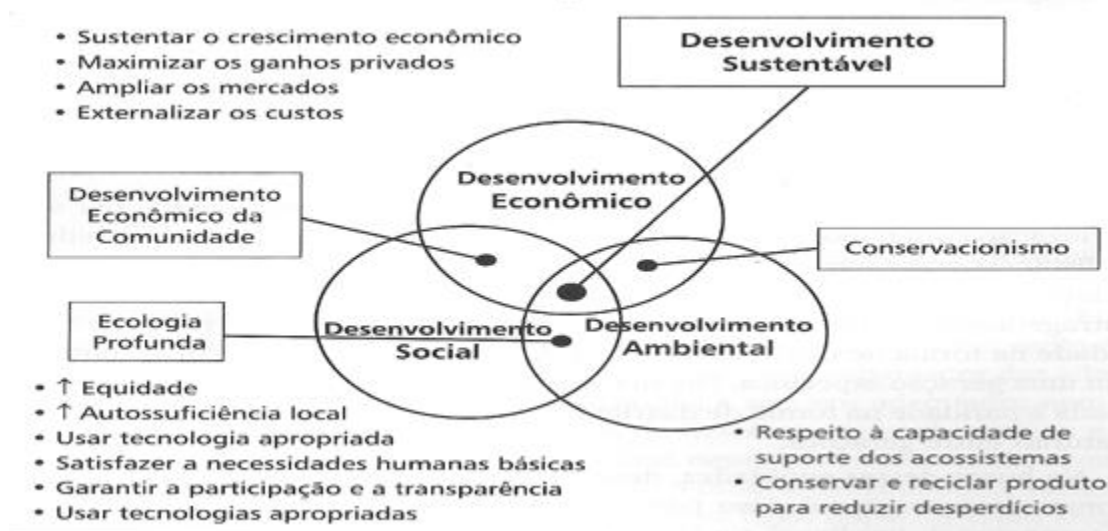 • Sustentar o crescimento econômico
• Maximizar os ganhos privados
• Ampliar os mercados
• Externalizar os custos
Desenvolvimento
Sustentável
Desenvolvimento
Econômico
Desenvolvimento
Econômico da
Comunidade
Conservacionismo
Ecologia
Profunda
Desenvolvimento
Social
Desenvolvimento
Ambiental
• ↑ Equidade
• ↑ Autossuficiência local
• Usar tecnologia apropriada
• Satisfazer a necessidades humanas básicas
• Garantir a participação e a transparência
• Usar tecnologias apropriadas
• Respeito à capacidade de
suporte dos acossistemas
• Conservar e reciclar produto
para reduzir desperdícios